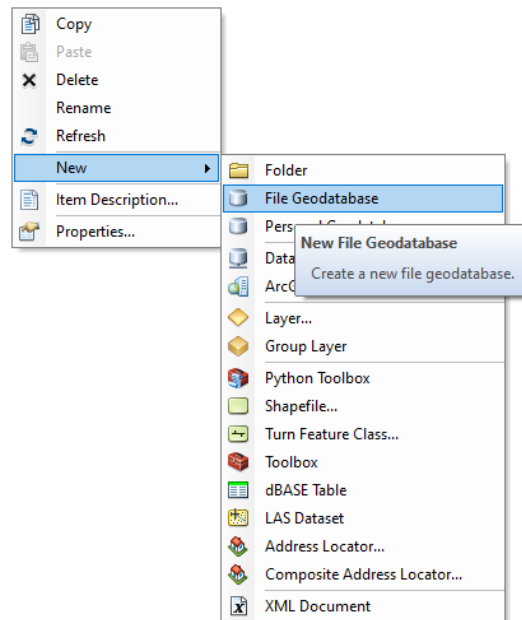 Copy
Paste
Delete
Rename
Refresh
New
Item Description...
Properties...
Folder
File Geodatabase
New File Geodatabase
Create a new file geodatabase.
Layer...
Group Layer
Python Toolbox
Shapefile...
Turn Feature Class...
Toolbox
dBASE Table
LAS Dataset
Address Locator...
Composite Address Locator...
XML Document